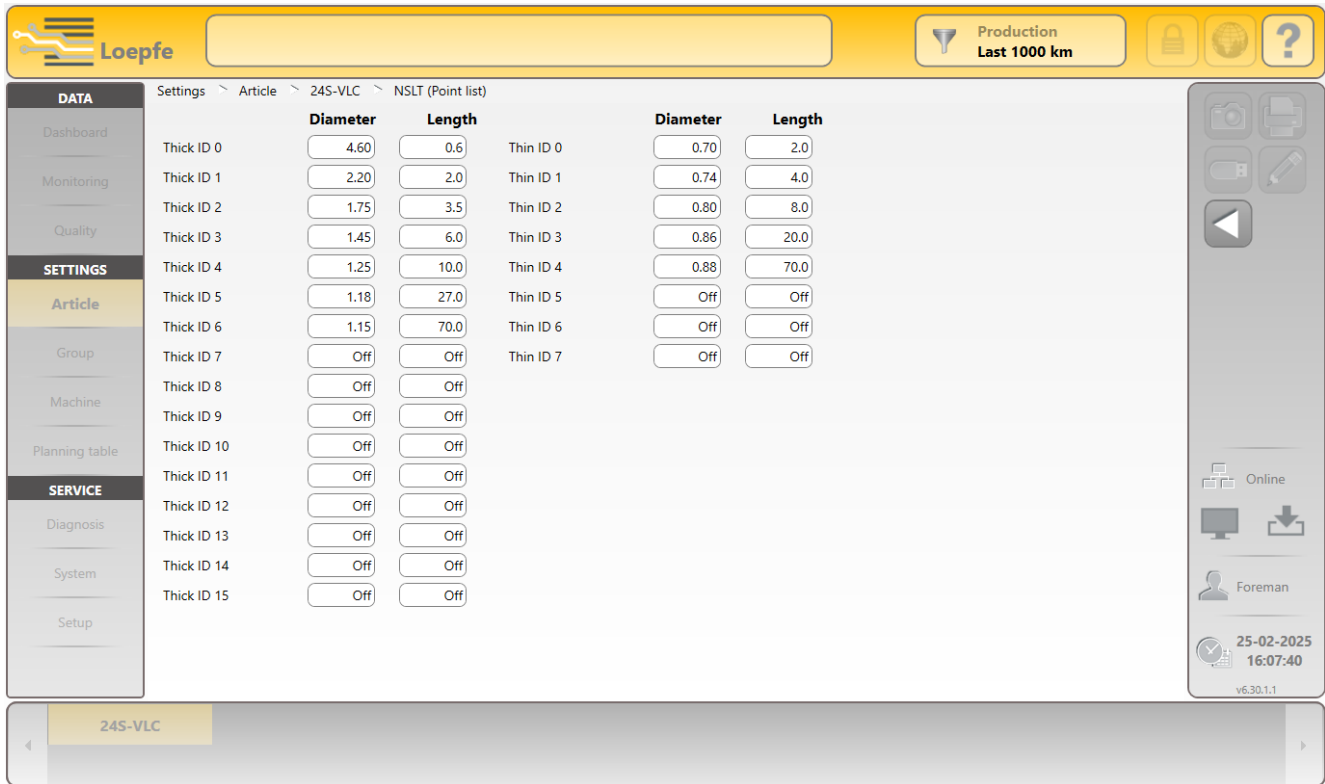 Loepfe
Production
Last 1000 km
?
DATA
Dashboard
Monitoring
Quality
SETTINGS
Article
Group
Machine
Planning table
SERVICE
Diagnosis
System
Setup
Settings > Article > 24S-VLC > NSLT (Point list)
Diameter Length Diameter Length
Thick ID 0 4.60 0.6 Thin ID 0 0.70 2.0
Thick ID 1 2.20 2.0 Thin ID 1 0.74 4.0
Thick ID 2 1.75 3.5 Thin ID 2 0.80 8.0
Thick ID 3 1.45 6.0 Thin ID 3 0.86 20.0
Thick ID 4 1.25 10.0 Thin ID 4 0.88 70.0
Thick ID 5 1.18 27.0 Thin ID 5 Off Off
Thick ID 6 1.15 70.0 Thin ID 6 Off Off
Thick ID 7 Off Off Thin ID 7 Off Off
Thick ID 8 Off Off
Thick ID 9 Off Off
Thick ID 10 Off Off
Thick ID 11 Off Off
Thick ID 12 Off Off
Thick ID 13 Off Off
Thick ID 14 Off Off
Thick ID 15 Off Off
Online
Foreman
25-02-2025
16:07:40
v6.30.1.1
24S-VLC